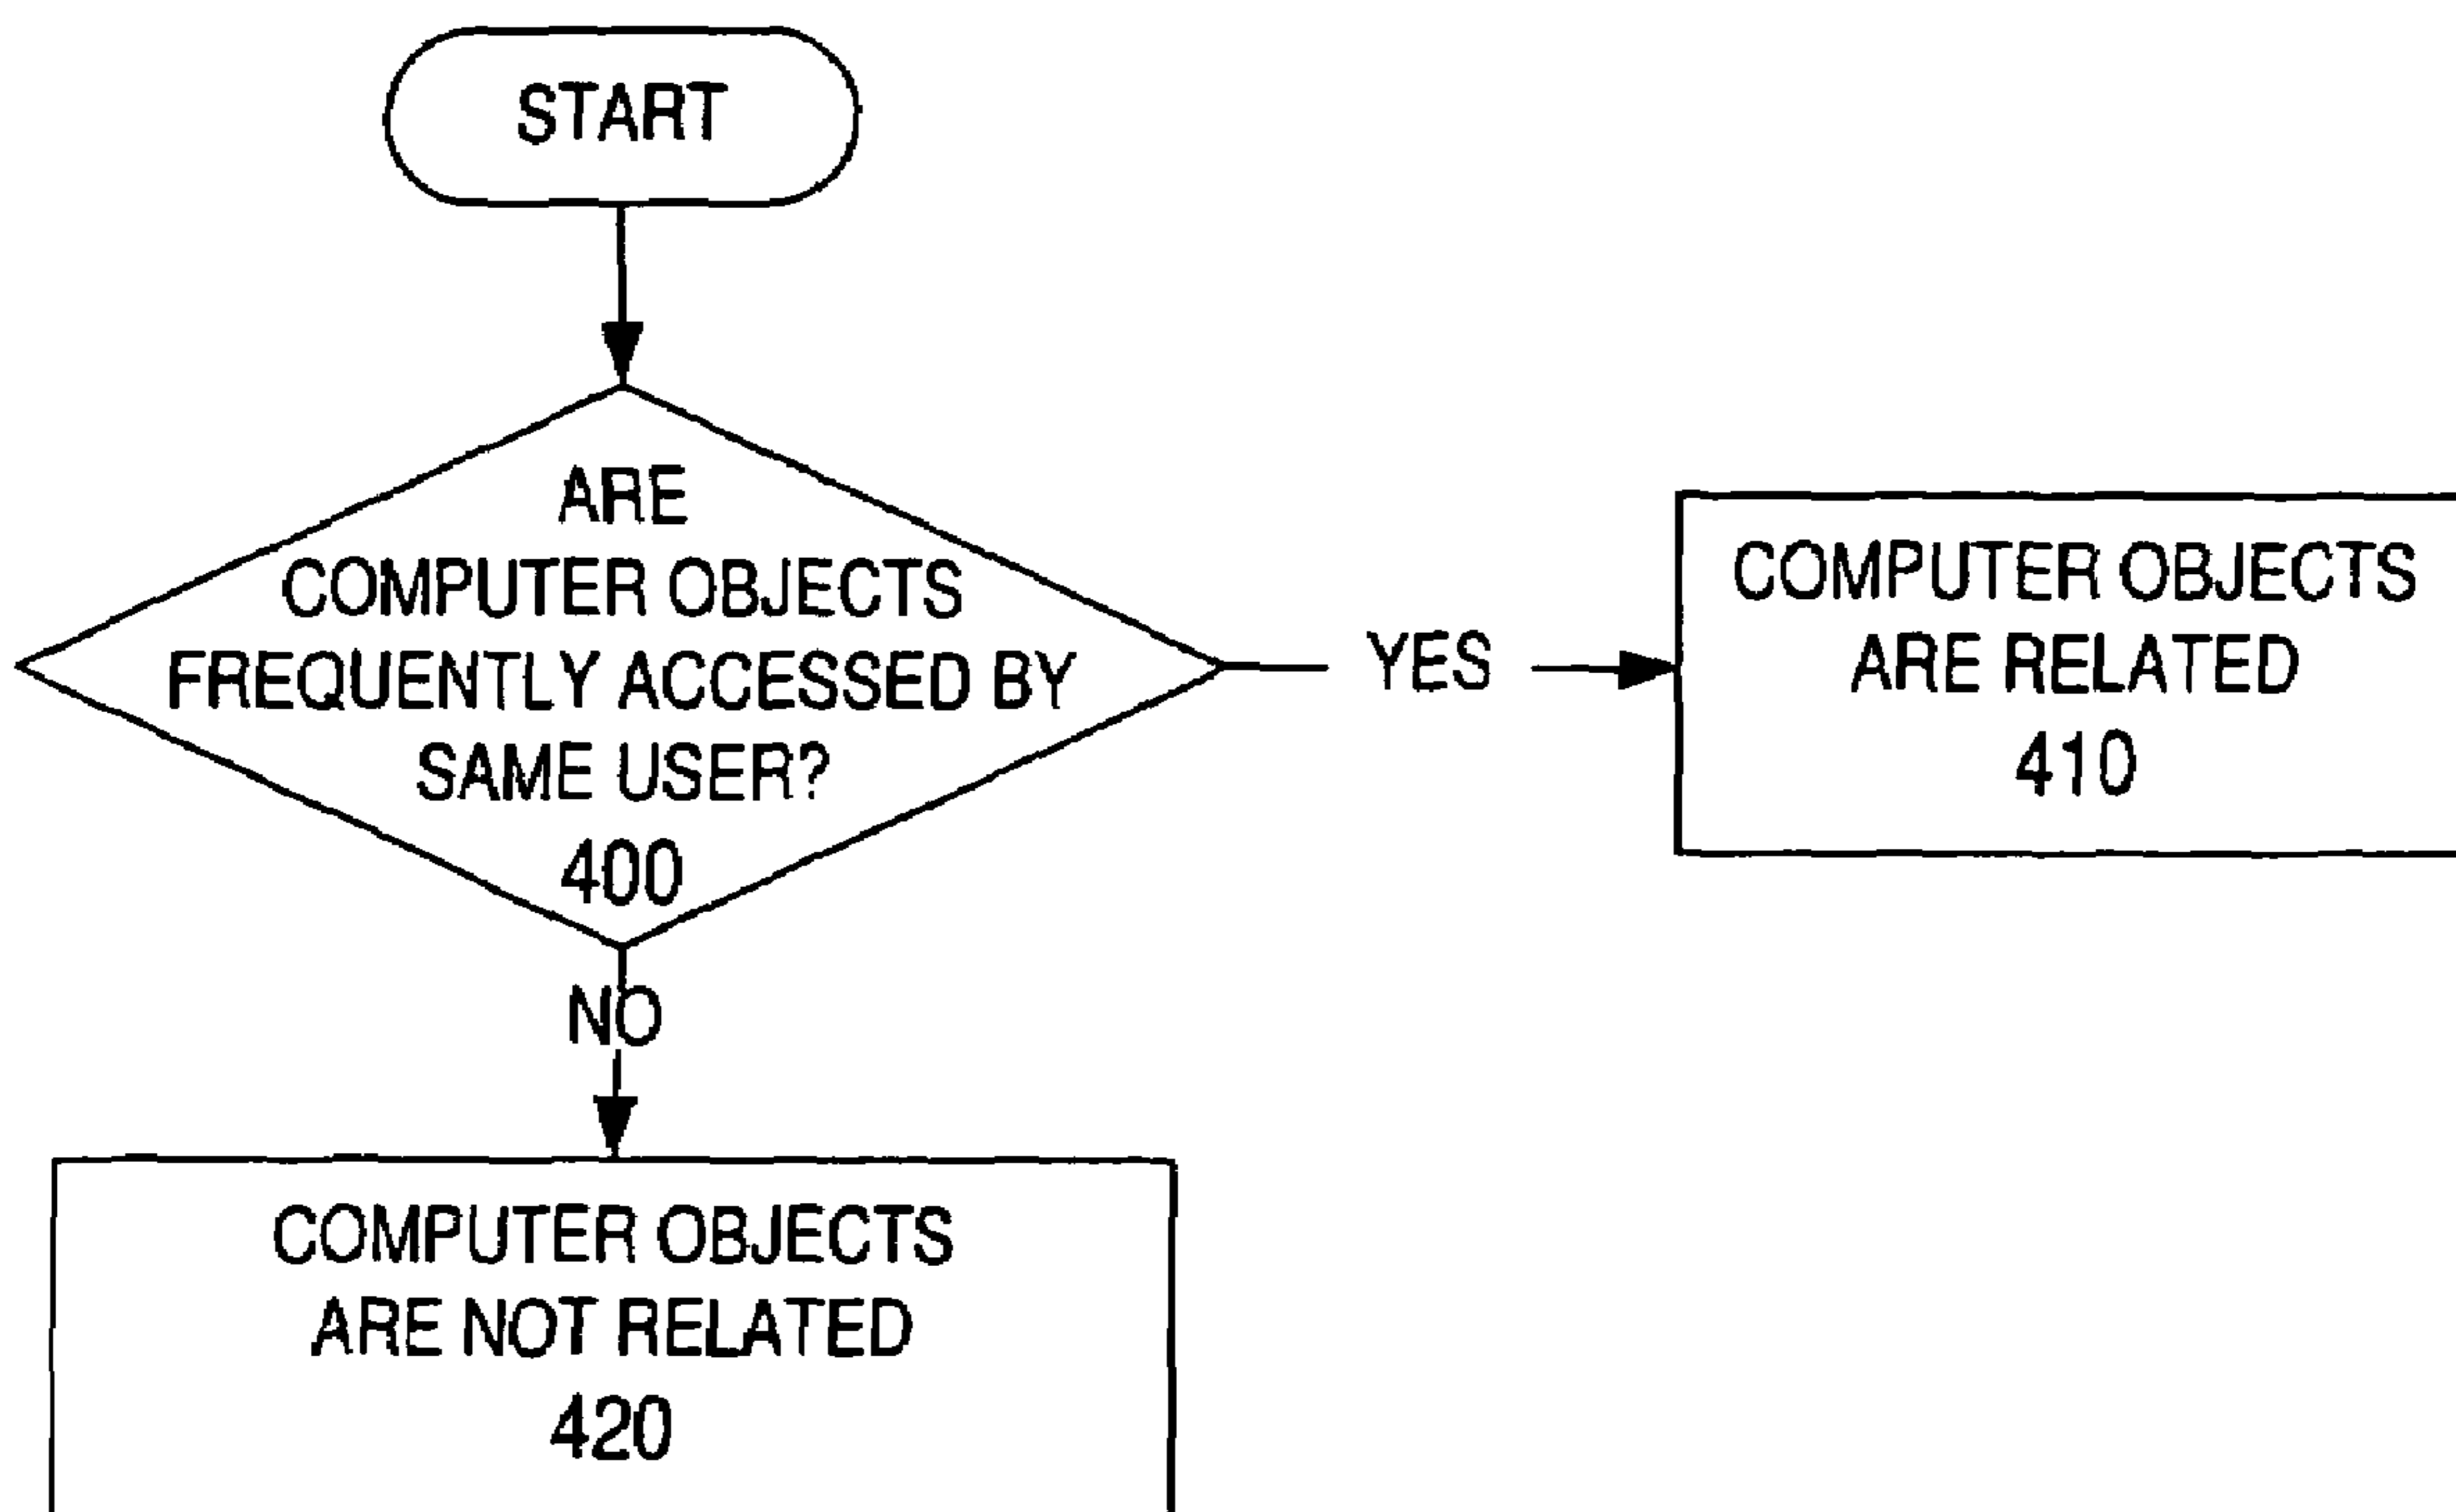 START
ARE
COMPUTER OBJECTS
FREQUENTLY ACCESSED BY
SAME USER?
400
YES
COMPUTER OBJECTS
ARE RELATED
410
NO
COMPUTER OBJECTS
ARE NOT RELATED
420